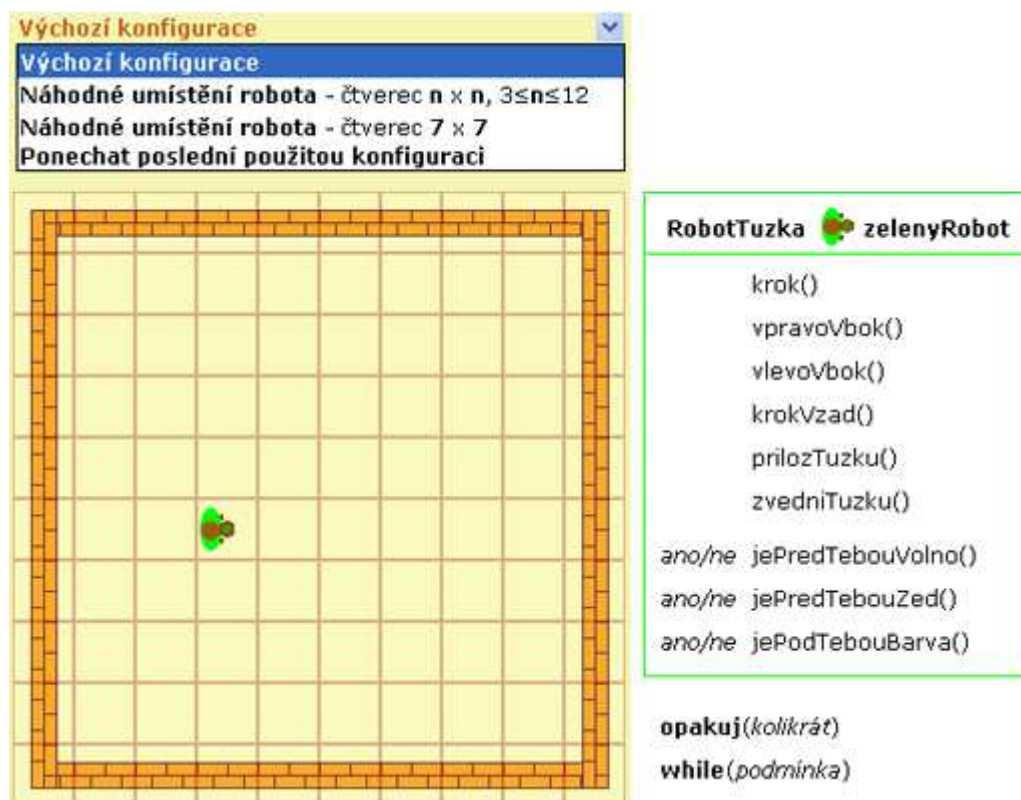 Výchozí konfigurace
Výchozí konfigurace
Náhodné umístění robota - čtverec n x n, 3≤n≤12
Náhodné umístění robota - čtverec 7 x 7
Ponechat poslední použitou konfiguraci
RobotTuzka zelenyRobot
krok()
vpravoVbok()
vlevoVbok()
krokVzad()
prilozTuzku()
zvedniTuzku()
ano/ne jePredTebouVolno()
ano/ne jePredTebouZed()
ano/ne jePodTebouBarva()
opakuj(kolikrát)
while(podmínka)